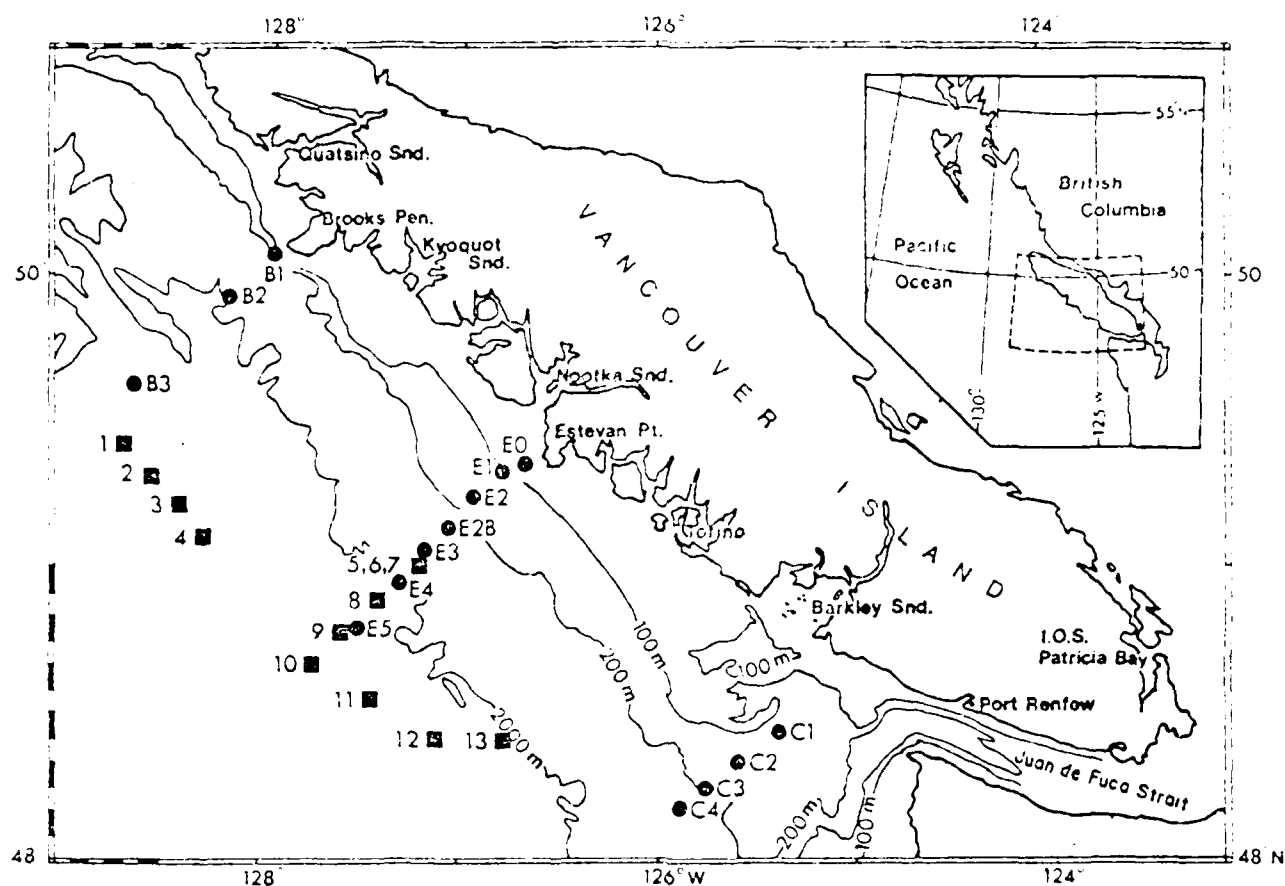 128°
126°
124°
Quatsino Snd.
Brooks Pen.
Kyoquot
Snd.
50
B1
B2
B3
VANCOUVER
ISLAND
Nootka Snd.
Estevan Pt.
E0
E1
E2
E2B
E3
E4
E5
1
2
3
4
5,6,7
8
9
10
11
12
13
Tofino
Barkley Snd.
100 m
200 m
2000 m
100 m
I.O.S.
Patricia Bay
Port Renfew
Juan de Fuca Strait
C1
C2
C3
C4
200 m
100 m
British
Columbia
Pacific
Ocean
55°
50°
130°
125°W
50
48
48 N
128°
126°W
124°